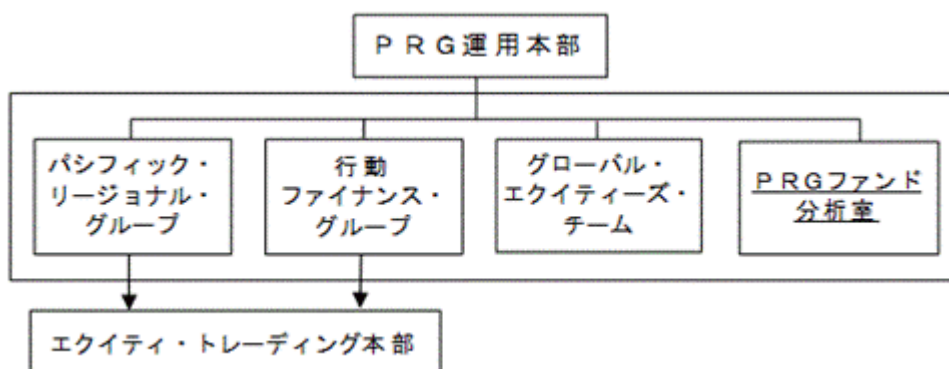 ＰＲＧ運用本部
パシフィック・
リージョナル・
グループ
行動
ファイナンス・
グループ
グローバル・
エクイティーズ・
チーム
ＰＲＧファンド
分析室
エクイティ・トレーディング本部